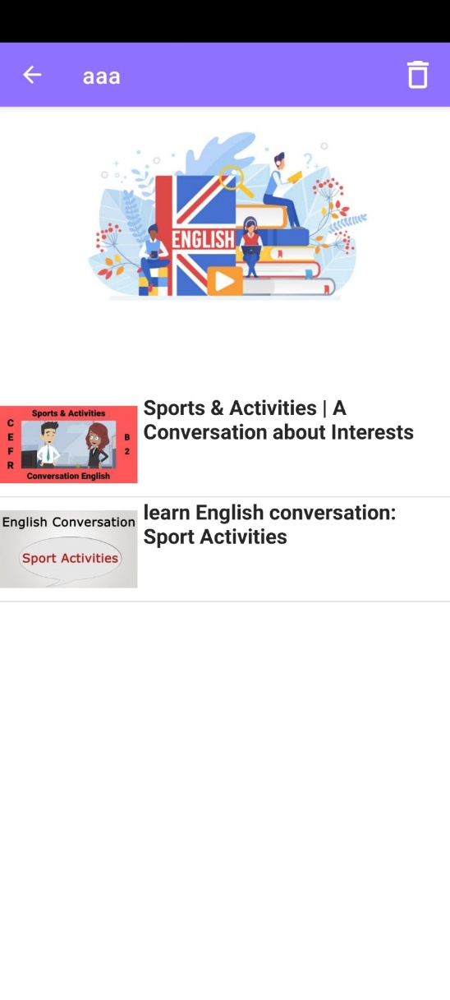 aaa
ENGLISH
?
Sports & Activities
C
E
F
R
B
2
Conversation English
Sports & Activities | A
Conversation about Interests
English Conversation
Sport Activities
learn English conversation:
Sport Activities